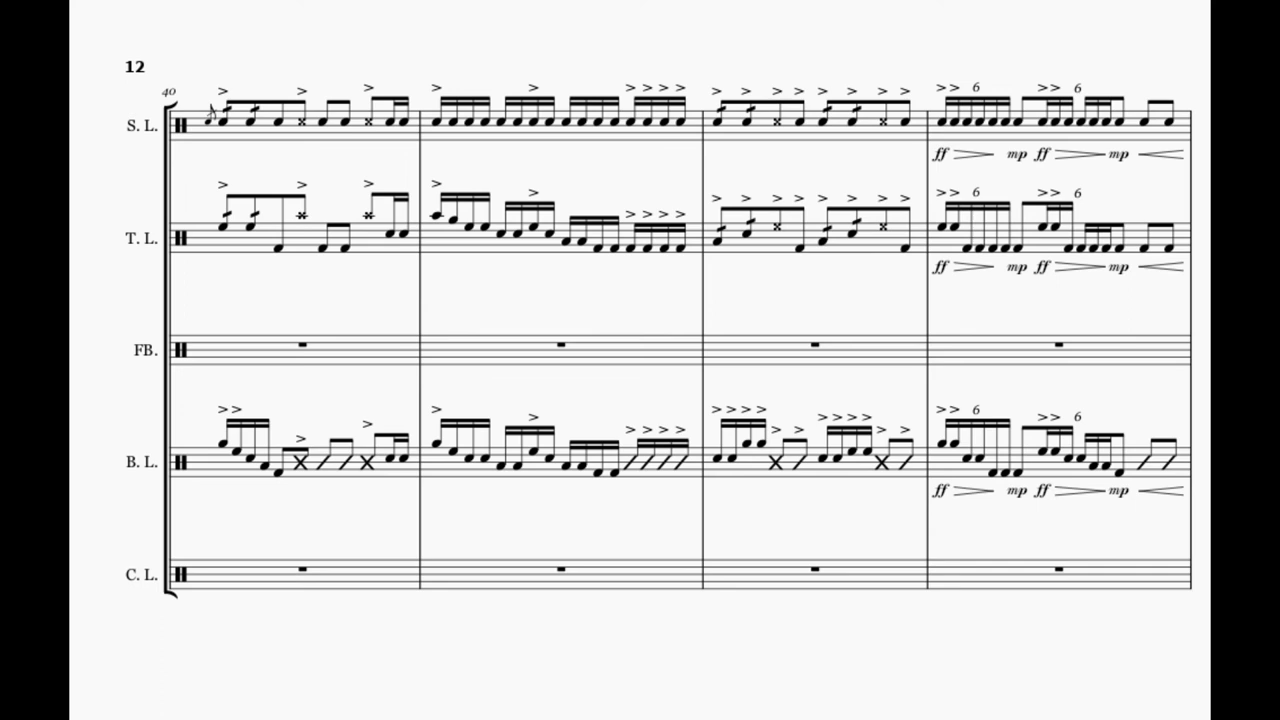 12
40
S. L.
6 6
ff mp ff mp
T. L.
6 6
ff mp ff mp
FB.
B. L.
6 6
ff mp ff mp
C. L.